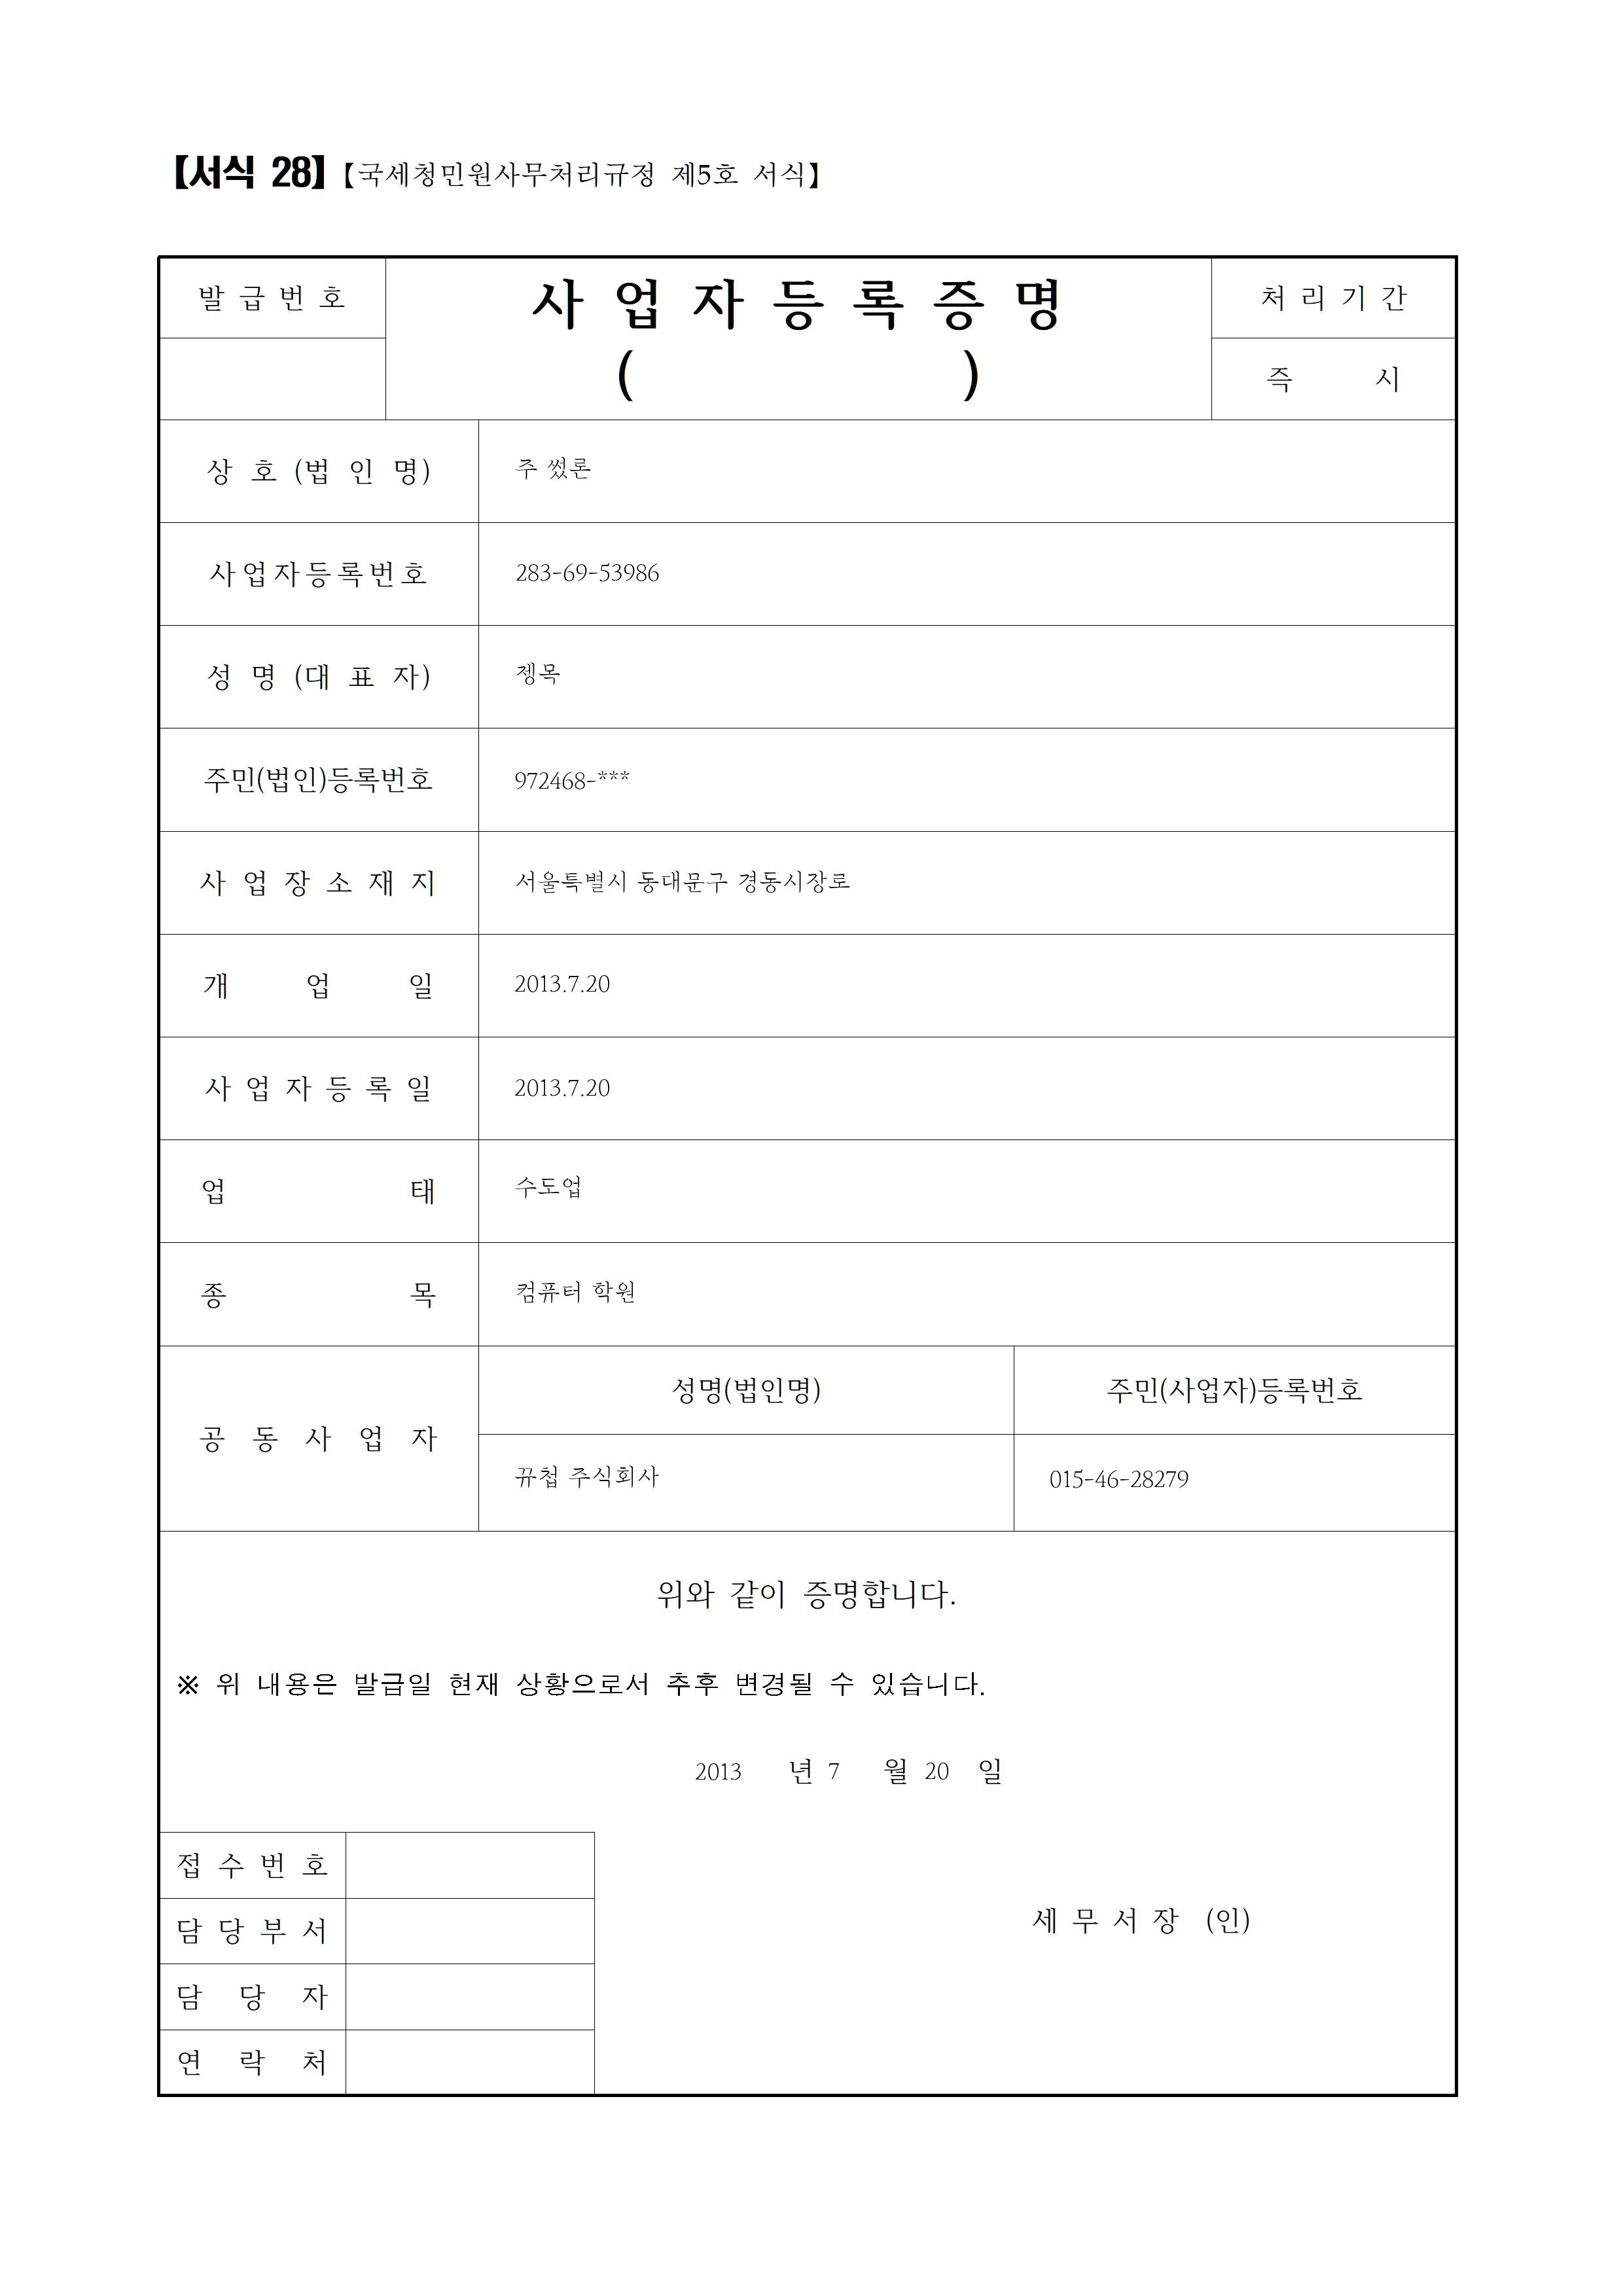 【서식 28】【국세청민원사무처리규정 제5호 서식】
발급번호
사업자등록증명
( )
처리기간
즉 시
상 호 (법 인 명) 주 씼론
사업자등록번호 283-69-53986
성 명 (대 표 자) 젱목
주민(법인)등록번호 972468-***
사업장소재지 서울특별시 동대문구 경동시장로
개 업 일 2013.7.20
사업자등록일 2013.7.20
업 태 수도업
종 목 컴퓨터 학원
공동사업자
성명(법인명) 주민(사업자)등록번호
뀨첩 주식회사 015-46-28279
위와 같이 증명합니다.
※ 위 내용은 발급일 현재 상황으로서 추후 변경될 수 있습니다.
2013 년 7 월 20 일
접수번호
담당부서
세무서장 (인)
담 당 자
연 락 처